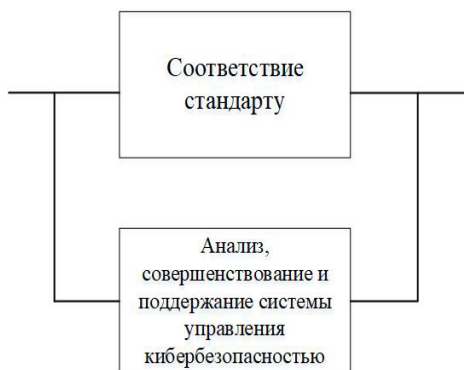 Соответствие
стандарту
Анализ,
совершенствование и
поддержание системы
управления
кибербезопасностью